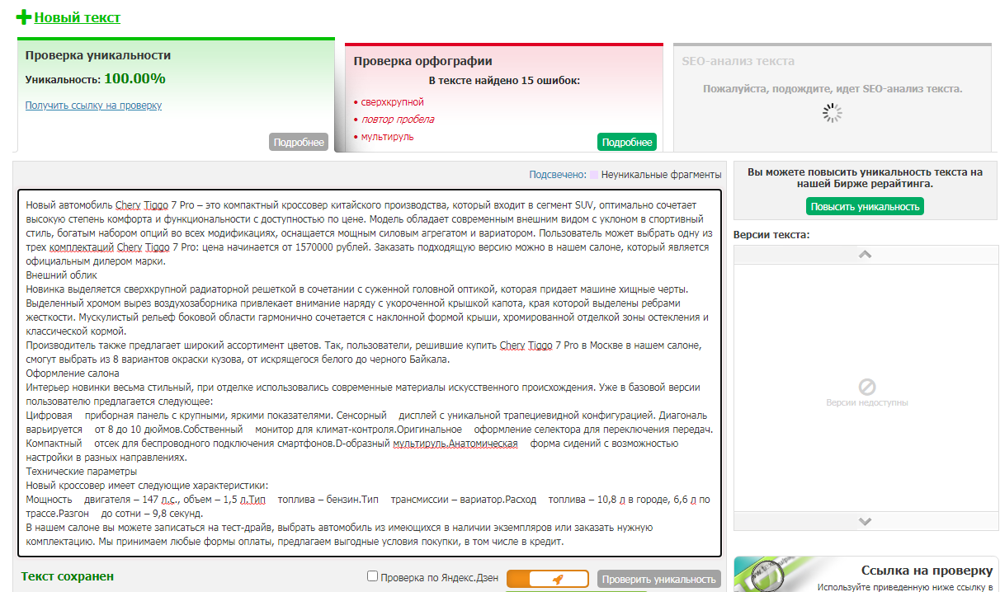 Новый текст
Проверка уникальности
Уникальность: 100.00%
Получить ссылку на проверку
Подробнее
Проверка орфографии
В тексте найдено 15 ошибок:
• сверхкрупной
• повтор пробела
• мультируль
Подробнее
SEO-анализ текста
Пожалуйста, подождите, идет SEO-анализ текста.
Подсвечено: Неуникальные фрагменты
Новый автомобиль Chery Tiggo 7 Pro – это компактный кроссовер китайского производства, который входит в сегмент SUV, оптимально сочетает
высокую степень комфорта и функциональности с доступностью по цене. Модель обладает современным внешним видом с уклоном в спортивный
стиль, богатым набором опций во всех модификациях, оснащается мощным силовым агрегатом и вариатором. Пользователь может выбрать одну из
трех комплектаций Chery Tiggo 7 Pro: цена начинается от 1570000 рублей. Заказать подходящую версию можно в нашем салоне, который является
официальным дилером марки.
Внешний облик
Новинка выделяется сверхкрупной радиаторной решеткой в сочетании с суженной головной оптикой, которая придает машине хищные черты.
Выделенный хромом вырез воздухозаборника привлекает внимание наряду с укороченной крышкой капота, края которой выделены ребрами
жесткости. Мускулистый рельеф боковой области гармонично сочетается с наклонной формой крыши, хромированной отделкой зоны остекления и
классической кормой.
Производитель также предлагает широкий ассортимент цветов. Так, пользователи, решившие купить Chery Tiggo 7 Pro в Москве в нашем салоне,
смогут выбрать из 8 вариантов окраски кузова, от искрящегося белого до черного Байкала.
Оформление салона
Интерьер новинки весьма стильный, при отделке использовались современные материалы искусственного происхождения. Уже в базовой версии
пользователю предлагается следующее:
Цифровая приборная панель с крупными, яркими показателями. Сенсорный дисплей с уникальной трапециевидной конфигурацией. Диагональ
варьируется от 8 до 10 дюймов.Собственный монитор для климат-контроля.Оригинальное оформление селектора для переключения передач.
Компактный отсек для беспроводного подключения смартфонов.D-образный мультируль.Анатомическая форма сидений с возможностью
настройки в разных направлениях.
Технические параметры
Новый кроссовер имеет следующие характеристики:
Мощность двигателя – 147 л.с., объем – 1,5 л.Тип топлива – бензин.Тип трансмиссии – вариатор.Расход топлива – 10,8 л в городе, 6,6 л по
трассе.Разгон до сотни – 9,8 секунд.
В нашем салоне вы можете записаться на тест-драйв, выбрать автомобиль из имеющихся в наличии экземпляров или заказать нужную
комплектацию. Мы принимаем любые формы оплаты, предлагаем выгодные условия покупки, в том числе в кредит.
Текст сохранен
Проверка по Яндекс.Дзен
Проверить уникальность
Вы можете повысить уникальность текста на
нашей Бирже рерайтинга.
Повысить уникальность
Версии текста:
Версии недоступны
Ссылка на проверку
Используйте приведенную ниже ссылку в